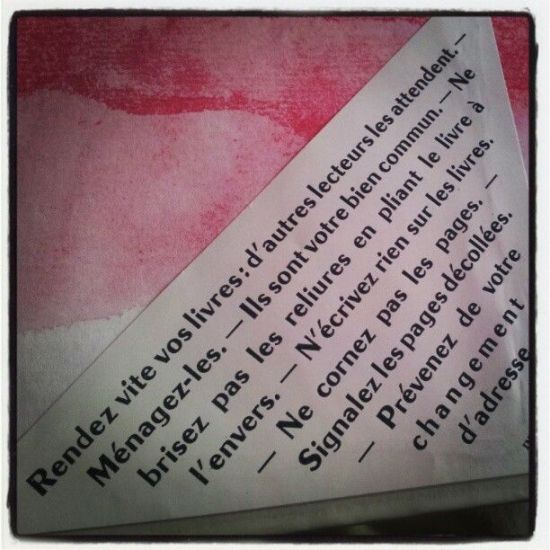 Rendez vite vos livres : d'autres lecteurs les attendent. —
Ménagez-les. — Ils sont votre bien commun. — Ne
brisez pas les reliures en pliant le livre à
l'envers. — N'écrivez rien sur les livres.
— Ne cornez pas les pages. —
Signalez les pages décollées.
— Prévenez de votre
changement
d'adresse